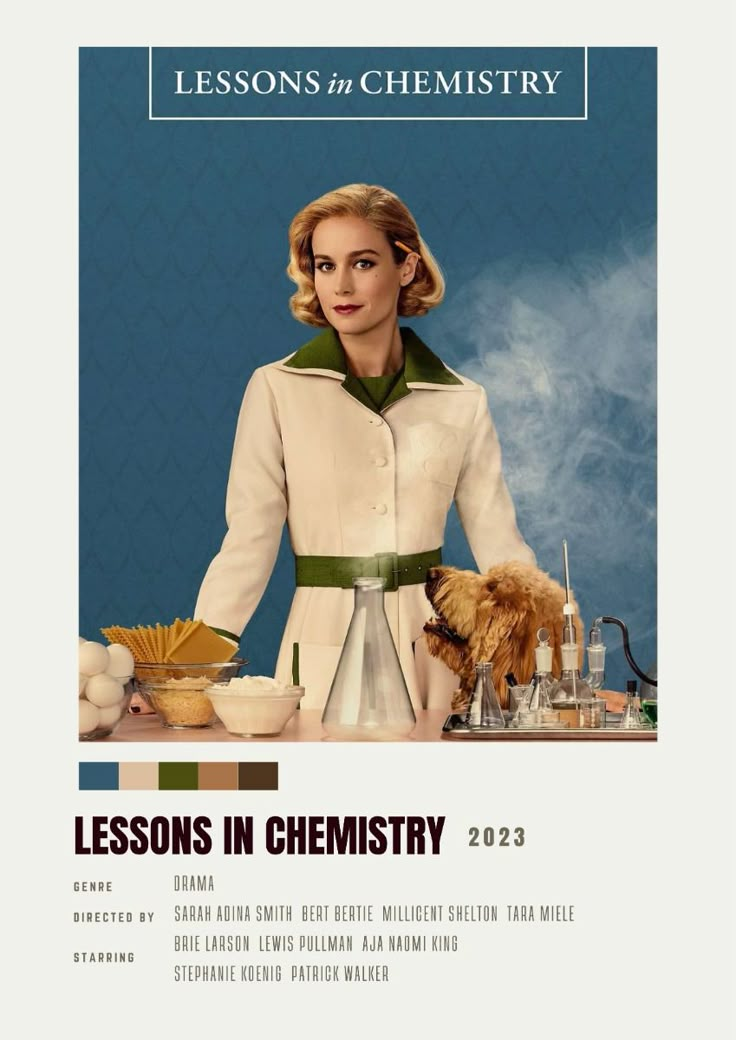 LESSONS in CHEMISTRY
LESSONS IN CHEMISTRY 2023
GENRE DRAMA
DIRECTED BY SARAH ADINA SMITH BERT BERTIE MILLICENT SHELTON TARA MIELE
STARRING BRIE LARSON LEWIS PULLMAN AJA NAOMI KING
STEPHANIE KOENIG PATRICK WALKER